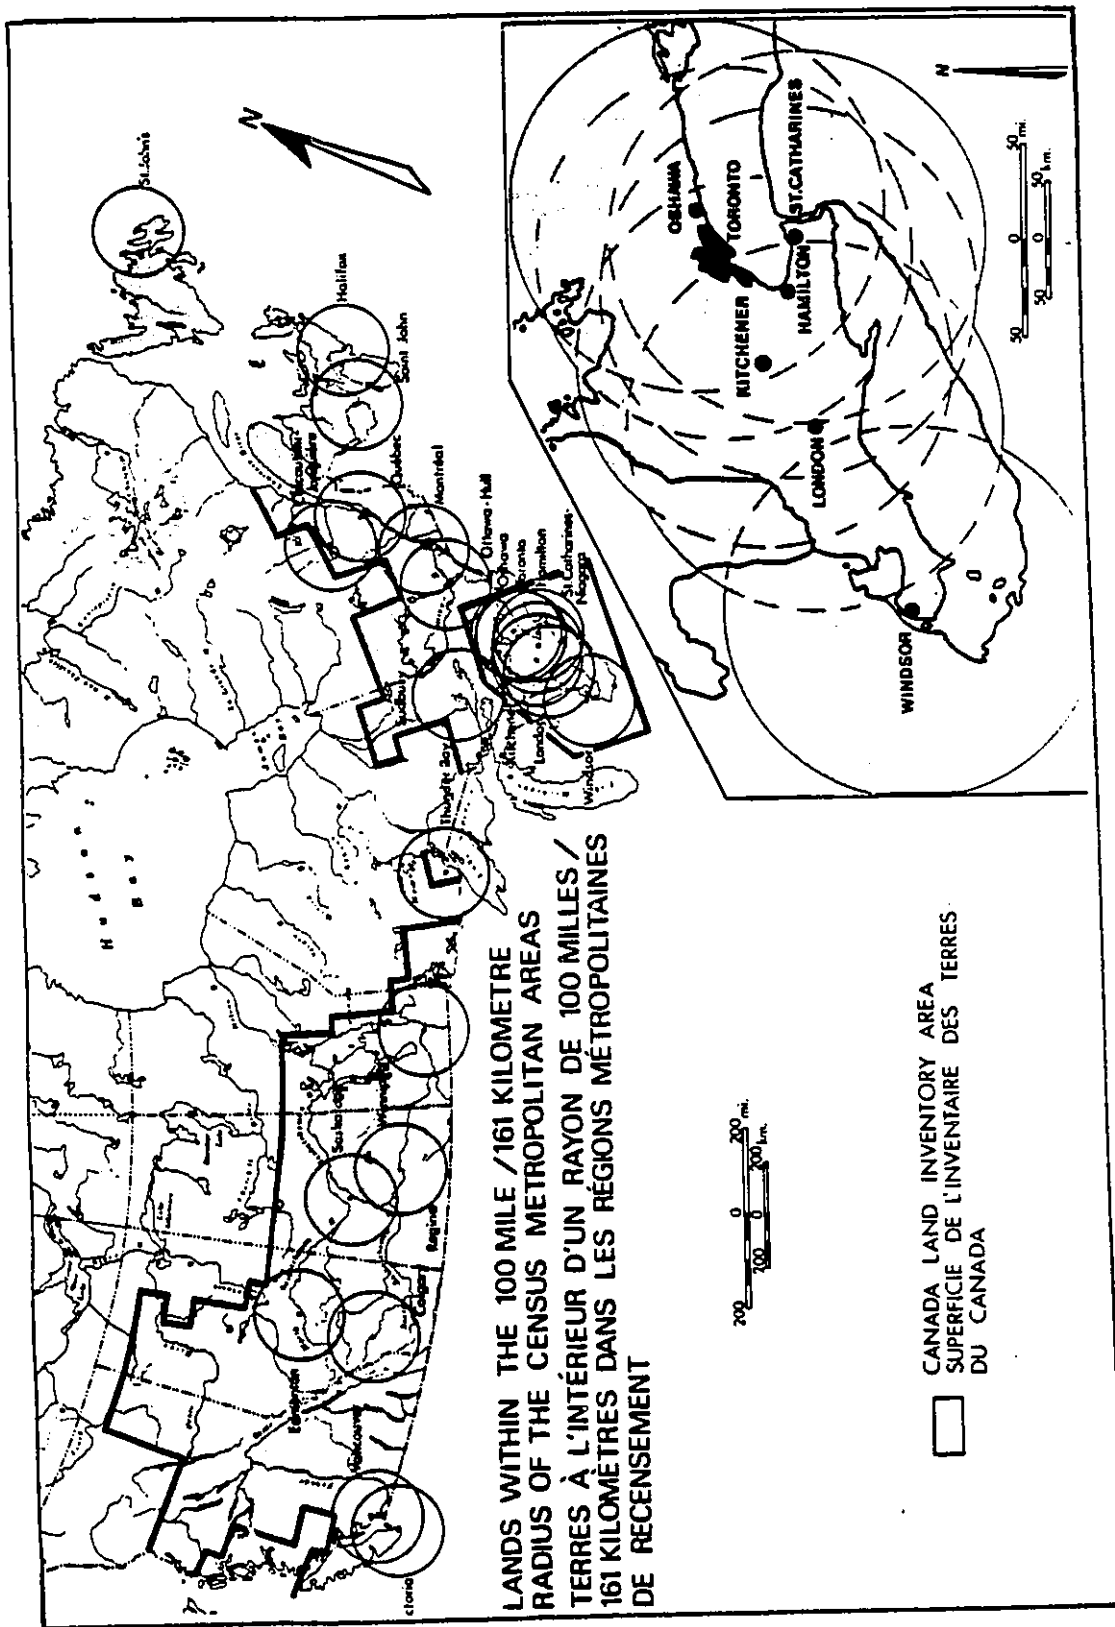 LANDS WITHIN THE 100 MILE / 161 KILOMETRE
RADIUS OF THE CENSUS METROPOLITAN AREAS
TERRES À L'INTÉRIEUR D'UN RAYON DE 100 MILLES /
161 KILOMÈTRES DANS LES RÉGIONS MÉTROPOLITAINES
DE RECENSEMENT
Hudson
Bay
N
St. John's
Halifax
Saint John
Québec
Montréal
Ottawa - Hull
Oshawa
Toronto
Hamilton
St. Catharines-
Niagara
Sudbury
Kitchener
London
Windsor
Thunder Bay
Winnipeg
Saskatoon
Regina
Calgary
Edmonton
Vancouver
ctoria
200 0 200 mi.
200 0 200 km.
CANADA LAND INVENTORY AREA
SUPERFICIE DE L'INVENTAIRE DES TERRES
DU CANADA
N
OSHAWA
TORONTO
ST. CATHARINES
HAMILTON
KITCHENER
LONDON
WINDSOR
50 0 50 mi.
50 0 50 km.